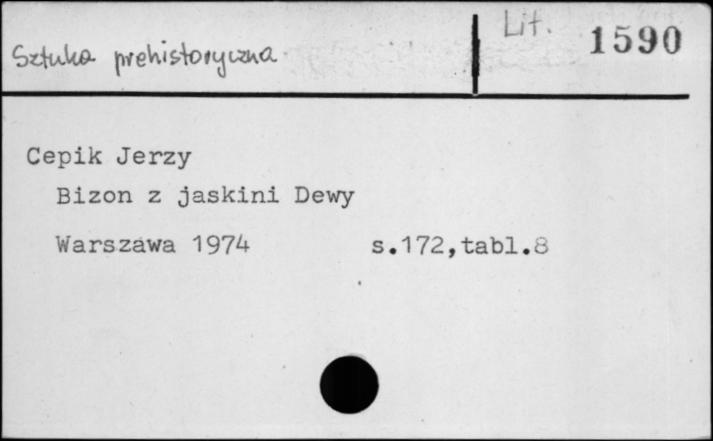 Sztuka prehistoryczna
Lit. 1590
Cepik Jerzy
Bizon z jaskini Dewy
Warszawa 1974 s.172,tabl.8